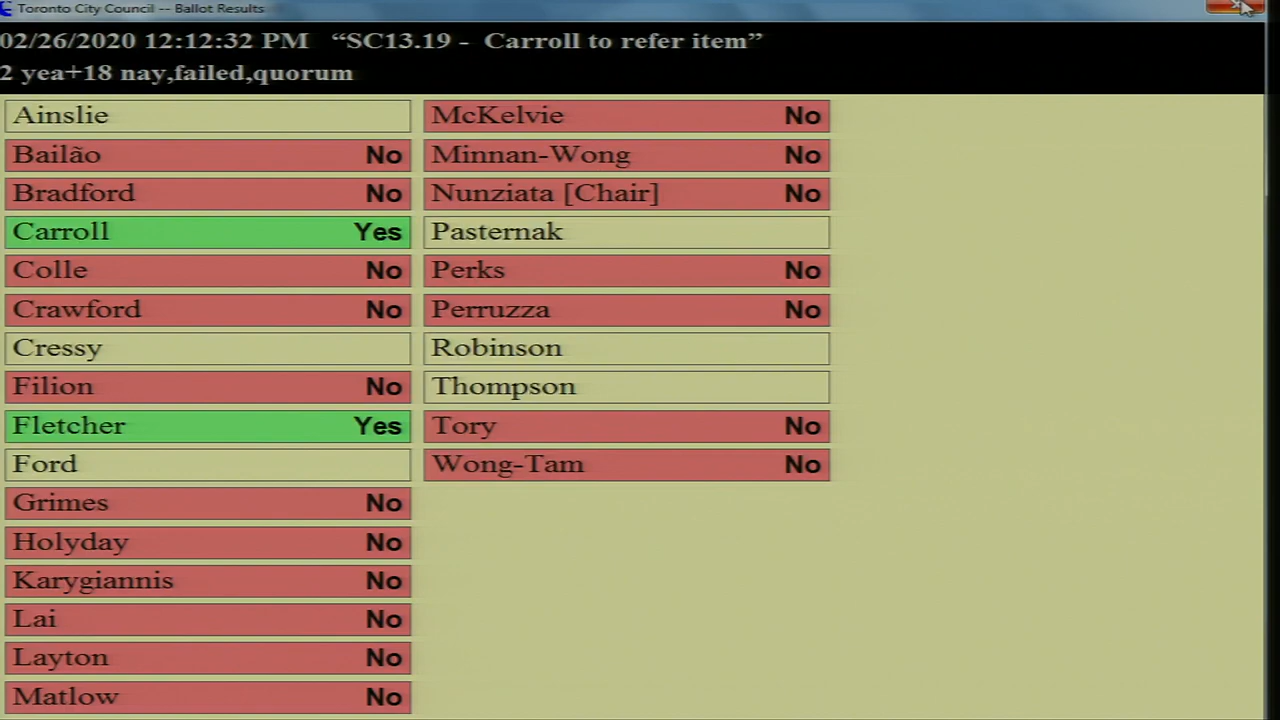 Toronto City Council -- Ballot Results
02/26/2020 12:12:32 PM “SC13.19 - Carroll to refer item”
2 yea+18 nay,failed,quorum
Ainslie
Bailão No
Bradford No
Carroll Yes
Colle No
Crawford No
Cressy
Filion No
Fletcher Yes
Ford
Grimes No
Holyday No
Karygiannis No
Lai No
Layton No
Matlow No
McKelvie No
Minnan-Wong No
Nunziata [Chair] No
Pasternak
Perks No
Perruzza No
Robinson
Thompson
Tory No
Wong-Tam No